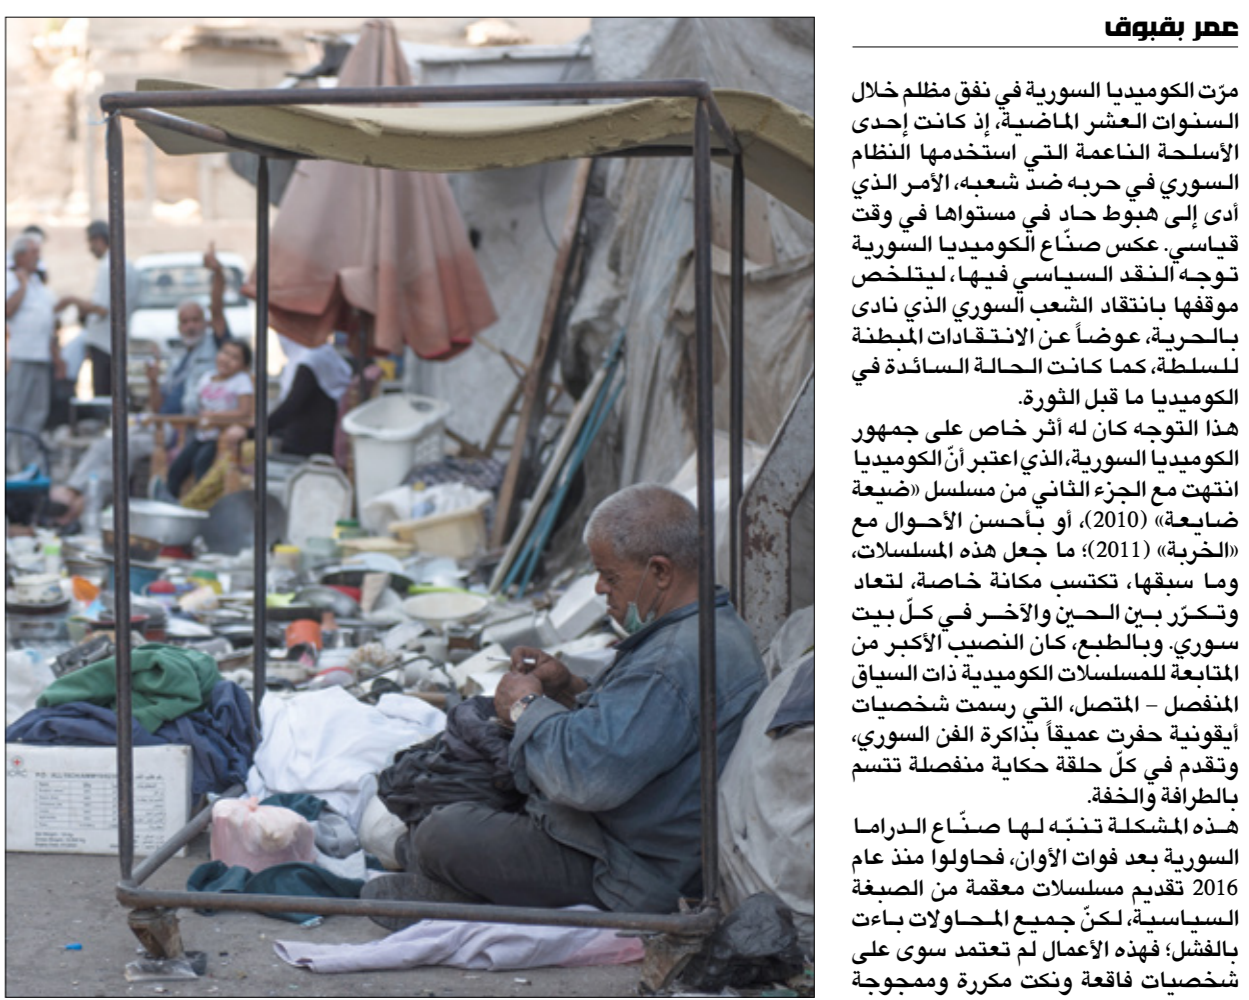 عمر بقبوق
مرّت الكوميديا السورية في نفق مظلم خلال
السنوات العشر الماضية، إذ كانت إحدى
الأسلحة الناعمة التي استخدمها النظام
السوري في حربه ضد شعبه، الأمر الذي
أدى إلى هبوط حاد في مستواها في وقت
قياسي. عكس صنّاع الكوميديا السورية
توجه النقد السياسي فيها، ليتلخص
موقفها بانتقاد الشعب السوري الذي نادى
بالحرية، عوضاً عن الانتقادات المبطنة
للسلطة، كما كانت الحالة السائدة في
الكوميديا ما قبل الثورة.
هذا التوجه كان له أثر خاص على جمهور
الكوميديا السورية، الذي اعتبر أنّ الكوميديا
انتهت مع الجزء الثاني من مسلسل «ضيعة
ضايعة» (2010)، أو بأحسن الأحوال مع
«الخربة» (2011)؛ ما جعل هذه المسلسلات،
وما سبقها، تكتسب مكانة خاصة، لتعاد
وتكرّر بين الحين والآخر في كلّ بيت
سوري. وبالطبع، كان النصيب الأكبر من
المتابعة للمسلسلات الكوميدية ذات السياق
المنفصل – المتصل، التي رسمت شخصيات
أيقونية حفرت عميقاً بذاكرة الفن السوري،
وتقدم في كلّ حلقة حكاية منفصلة تتسم
بالطرافة والخفة.
هذه المشكلة تنبّه لها صنّاع الدراما
السورية بعد فوات الأوان، فحاولوا منذ عام
2016 تقديم مسلسلات معقمة من الصبغة
السياسية، لكنّ جميع المحاولات باءت
بالفشل؛ فهذه الأعمال لم تعتمد سوى على
شخصيات فاقعة ونكت مكررة وممجوجة